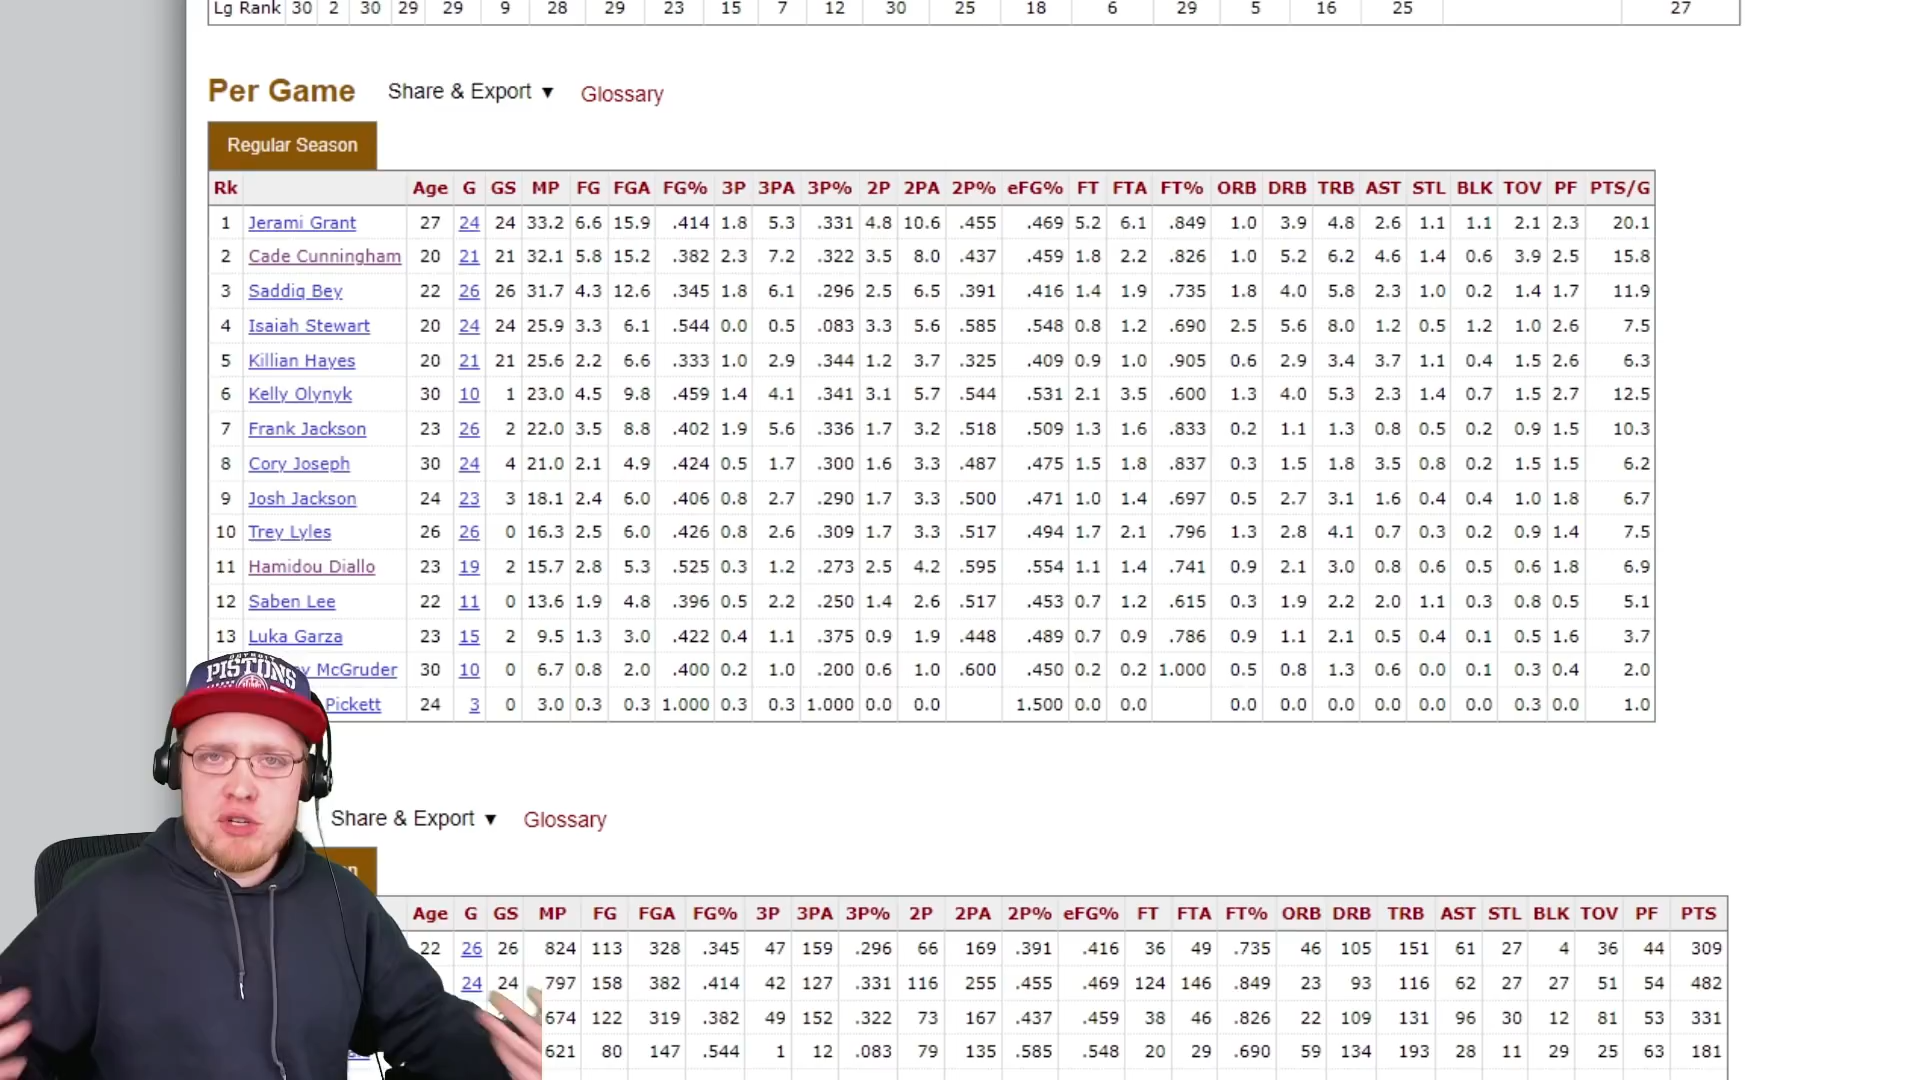 Lg Rank 30 2 30 29 29 9 28 29 23 15 7 12 30 25 18 6 29 5 16 25 27
Per Game Share & Export ▼ Glossary
Regular Season
Rk Age G GS MP FG FGA FG% 3P 3PA 3P% 2P 2PA 2P% eFG% FT FTA FT% ORB DRB TRB AST STL BLK TOV PF PTS/G
1 Jerami Grant 27 24 24 33.2 6.6 15.9 .414 1.8 5.3 .331 4.8 10.6 .455 .469 5.2 6.1 .849 1.0 3.9 4.8 2.6 1.1 1.1 2.1 2.3 20.1
2 Cade Cunningham 20 21 21 32.1 5.8 15.2 .382 2.3 7.2 .322 3.5 8.0 .437 .459 1.8 2.2 .826 1.0 5.2 6.2 4.6 1.4 0.6 3.9 2.5 15.8
3 Saddiq Bey 22 26 26 31.7 4.3 12.6 .345 1.8 6.1 .296 2.5 6.5 .391 .416 1.4 1.9 .735 1.8 4.0 5.8 2.3 1.0 0.2 1.4 1.7 11.9
4 Isaiah Stewart 20 24 24 25.9 3.3 6.1 .544 0.0 0.5 .083 3.3 5.6 .585 .548 0.8 1.2 .690 2.5 5.6 8.0 1.2 0.5 1.2 1.0 2.6 7.5
5 Killian Hayes 20 21 21 25.6 2.2 6.6 .333 1.0 2.9 .344 1.2 3.7 .325 .409 0.9 1.0 .905 0.6 2.9 3.4 3.7 1.1 0.4 1.5 2.6 6.3
6 Kelly Olynyk 30 10 1 23.0 4.5 9.8 .459 1.4 4.1 .341 3.1 5.7 .544 .531 2.1 3.5 .600 1.3 4.0 5.3 2.3 1.4 0.7 1.5 2.7 12.5
7 Frank Jackson 23 26 2 22.0 3.5 8.8 .402 1.9 5.6 .336 1.7 3.2 .518 .509 1.3 1.6 .833 0.2 1.1 1.3 0.8 0.5 0.2 0.9 1.5 10.3
8 Cory Joseph 30 24 4 21.0 2.1 4.9 .424 0.5 1.7 .300 1.6 3.3 .487 .475 1.5 1.8 .837 0.3 1.5 1.8 3.5 0.8 0.2 1.5 1.5 6.2
9 Josh Jackson 24 23 3 18.1 2.4 6.0 .406 0.8 2.7 .290 1.7 3.3 .500 .471 1.0 1.4 .697 0.5 2.7 3.1 1.6 0.4 0.4 1.0 1.8 6.7
10 Trey Lyles 26 26 0 16.3 2.5 6.0 .426 0.8 2.6 .309 1.7 3.3 .517 .494 1.7 2.1 .796 1.3 2.8 4.1 0.7 0.3 0.2 0.9 1.4 7.5
11 Hamidou Diallo 23 19 2 15.7 2.8 5.3 .525 0.3 1.2 .273 2.5 4.2 .595 .554 1.1 1.4 .741 0.9 2.1 3.0 0.8 0.6 0.5 0.6 1.8 6.9
12 Saben Lee 22 11 0 13.6 1.9 4.8 .396 0.5 2.2 .250 1.4 2.6 .517 .453 0.7 1.2 .615 0.3 1.9 2.2 2.0 1.1 0.3 0.8 0.5 5.1
13 Luka Garza 23 15 2 9.5 1.3 3.0 .422 0.4 1.1 .375 0.9 1.9 .448 .489 0.7 0.9 .786 0.9 1.1 2.1 0.5 0.4 0.1 0.5 1.6 3.7
McGruder 30 10 0 6.7 0.8 2.0 .400 0.2 1.0 .200 0.6 1.0 .600 .450 0.2 0.2 1.000 0.5 0.8 1.3 0.6 0.0 0.1 0.3 0.4 2.0
Pickett 24 3 0 3.0 0.3 0.3 1.000 0.3 0.3 1.000 0.0 0.0 1.500 0.0 0.0 0.0 0.0 0.0 0.0 0.0 0.0 0.3 0.0 1.0
PISTONS
Share & Export ▼ Glossary
Age G GS MP FG FGA FG% 3P 3PA 3P% 2P 2PA 2P% eFG% FT FTA FT% ORB DRB TRB AST STL BLK TOV PF PTS
22 26 26 824 113 328 .345 47 159 .296 66 169 .391 .416 36 49 .735 46 105 151 61 27 4 36 44 309
24 24 797 158 382 .414 42 127 .331 116 255 .455 .469 124 146 .849 23 93 116 62 27 27 51 54 482
674 122 319 .382 49 152 .322 73 167 .437 .459 38 46 .826 22 109 131 96 30 12 81 53 331
621 80 147 .544 1 12 .083 79 135 .585 .548 20 29 .690 59 134 193 28 11 29 25 63 181